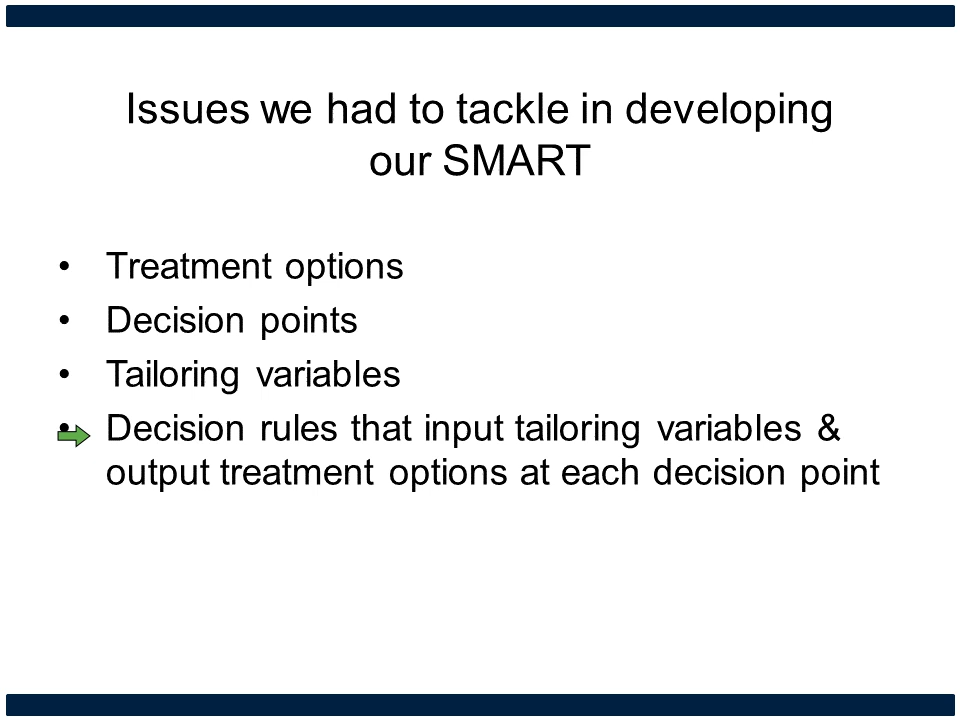 Issues we had to tackle in developing
our SMART
• Treatment options
• Decision points
• Tailoring variables
• Decision rules that input tailoring variables &
output treatment options at each decision point